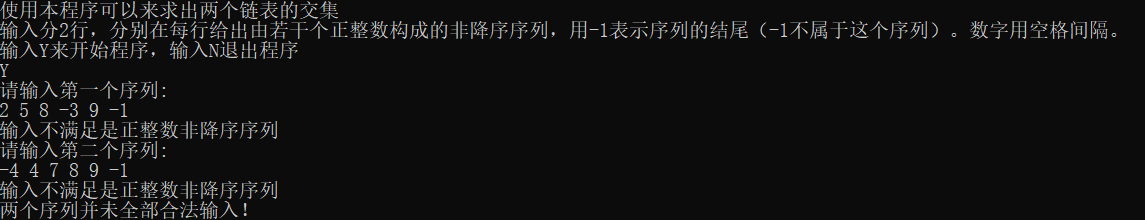 使用本程序可以来求出两个链表的交集
输入分2行，分别在每行给出由若干个正整数构成的非降序序列，用-1表示序列的结尾（-1不属于这个序列）。数字用空格间隔。
输入Y来开始程序，输入N退出程序
Y
请输入第一个序列:
2 5 8 -3 9 -1
输入不满足是正整数非降序序列
请输入第二个序列:
-4 4 7 8 9 -1
输入不满足是正整数非降序序列
两个序列并未全部合法输入!